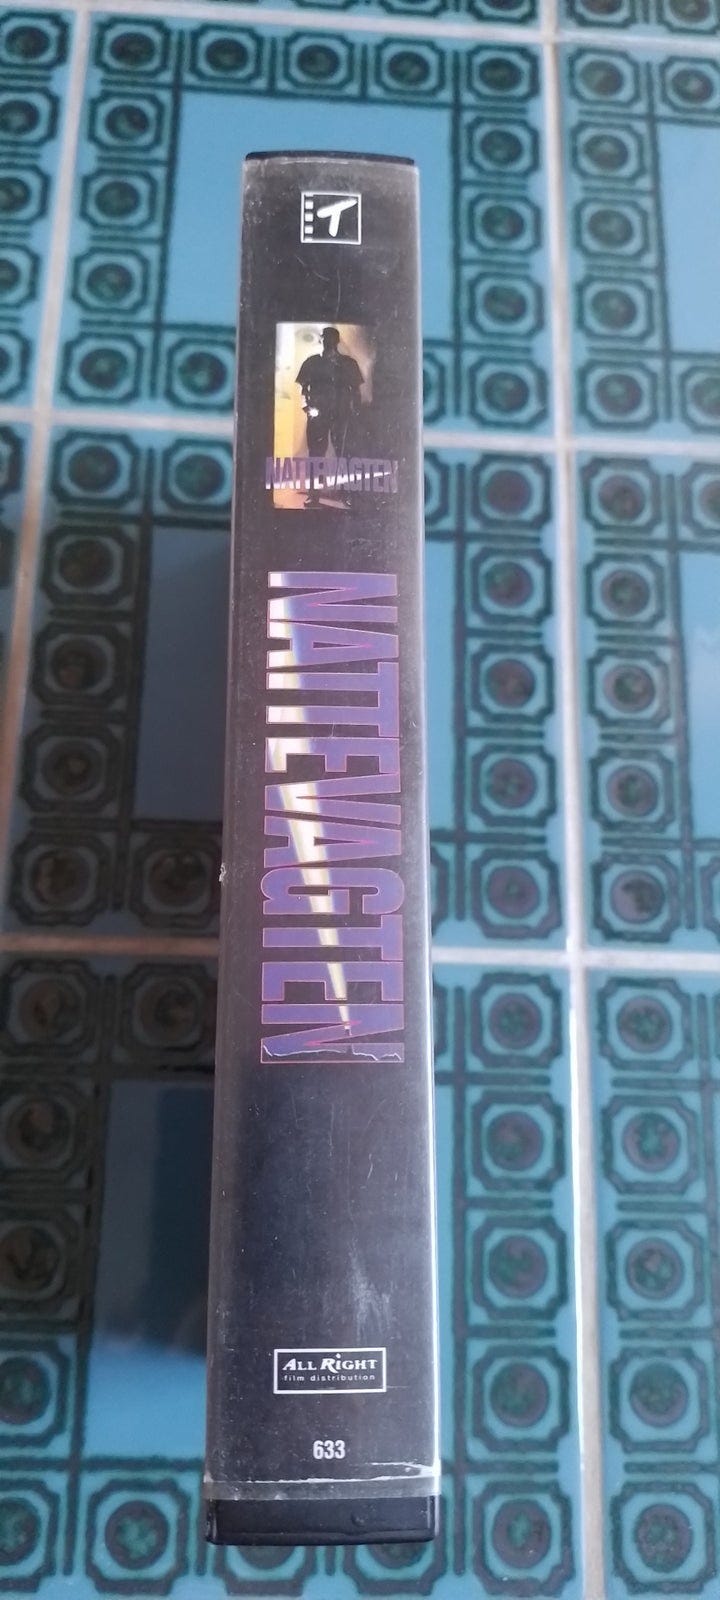 T
NATTEVAGTEN
NATTEVAGTEN
ALL RIGHT
film distribution
633